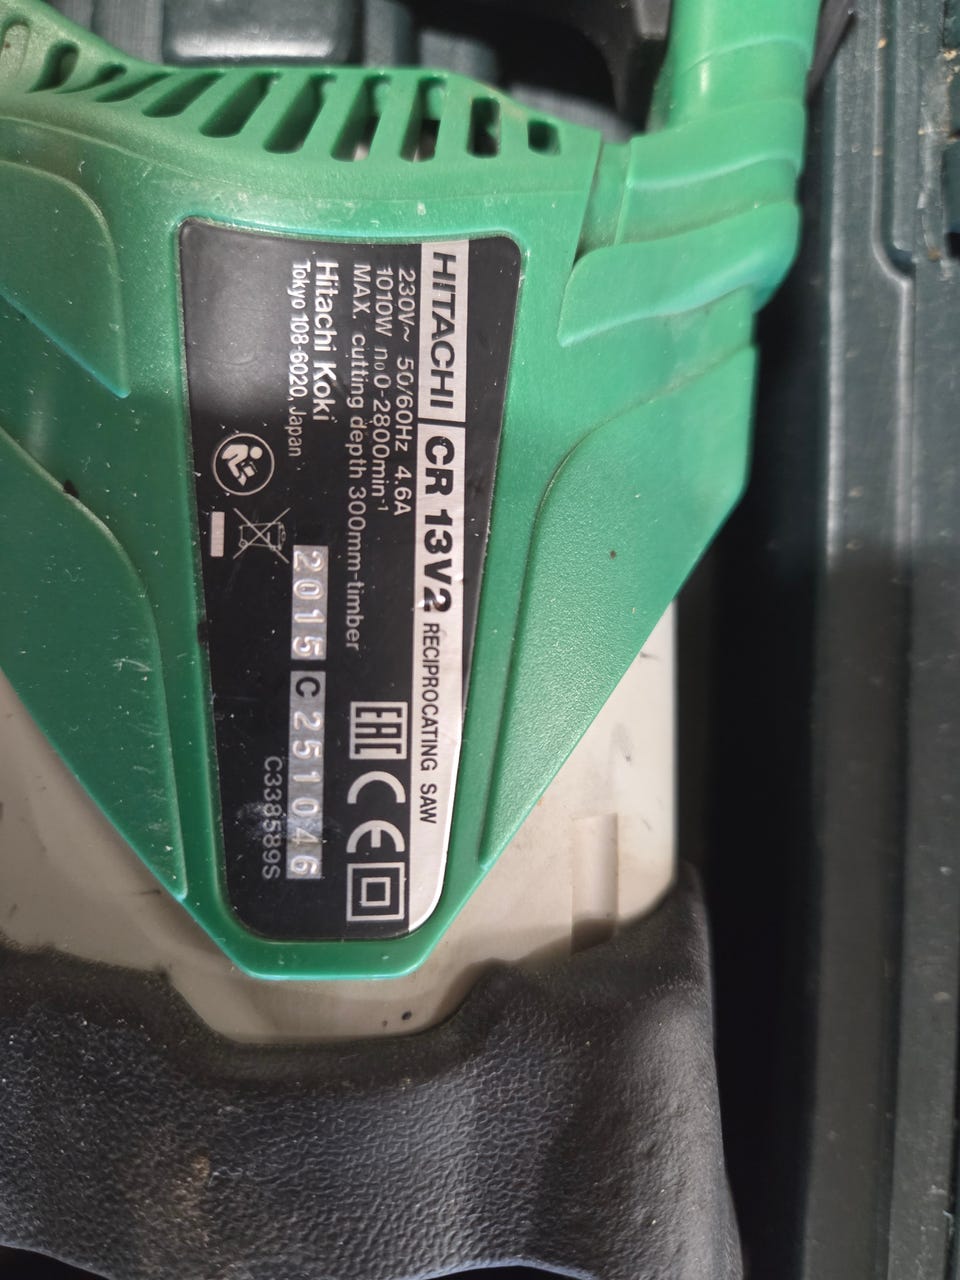 HITACHI CR 13V2 RECIPROCATING SAW
230V~ 50/60Hz 4.6A
1010W n₀0-2800min⁻¹
MAX. cutting depth 300mm-timber
Hitachi Koki
Tokyo 108-6020, Japan
EAC CE
2015 C251046
C338589S